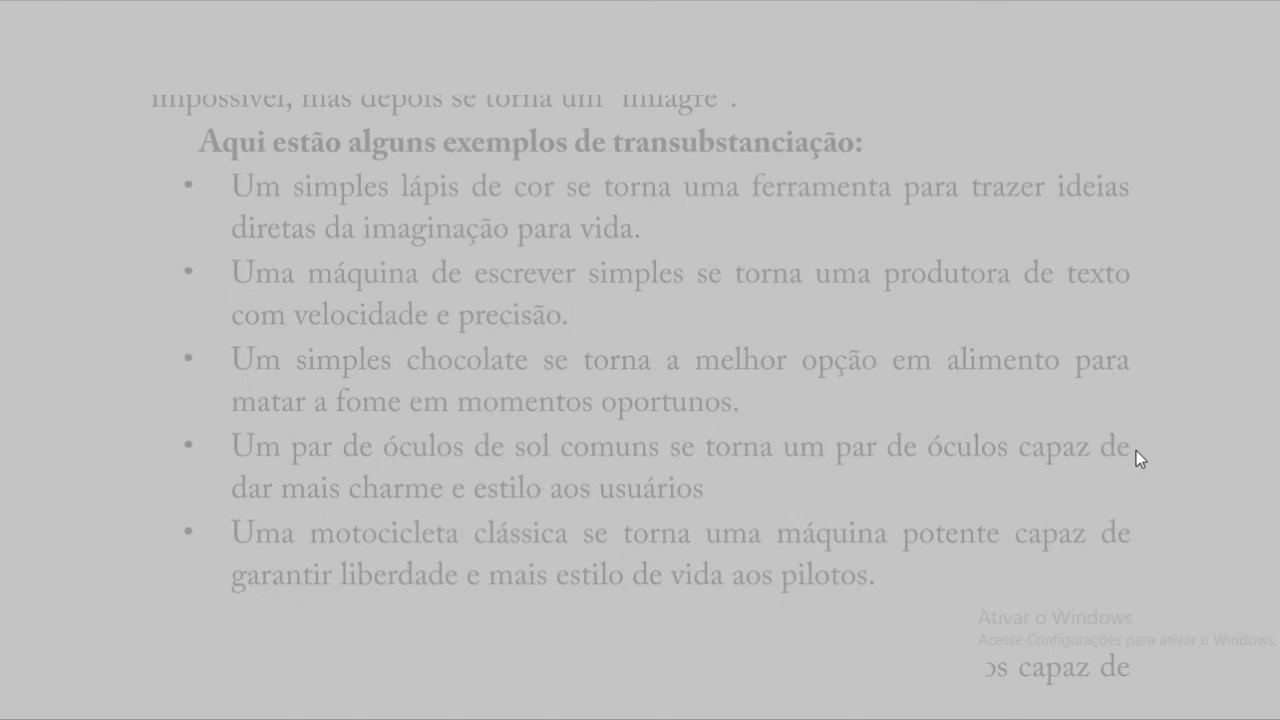 impossível, mas depois se torna um "milagre".
Aqui estão alguns exemplos de transubstanciação:
• Um simples lápis de cor se torna uma ferramenta para trazer ideias
diretas da imaginação para vida.
• Uma máquina de escrever simples se torna uma produtora de texto
com velocidade e precisão.
• Um simples chocolate se torna a melhor opção em alimento para
matar a fome em momentos oportunos.
• Um par de óculos de sol comuns se torna um par de óculos capaz de
dar mais charme e estilo aos usuários
• Uma motocicleta clássica se torna uma máquina potente capaz de
garantir liberdade e mais estilo de vida aos pilotos.
Ativar o Windows
Acesse Configurações para ativar o Windows.
os capaz de